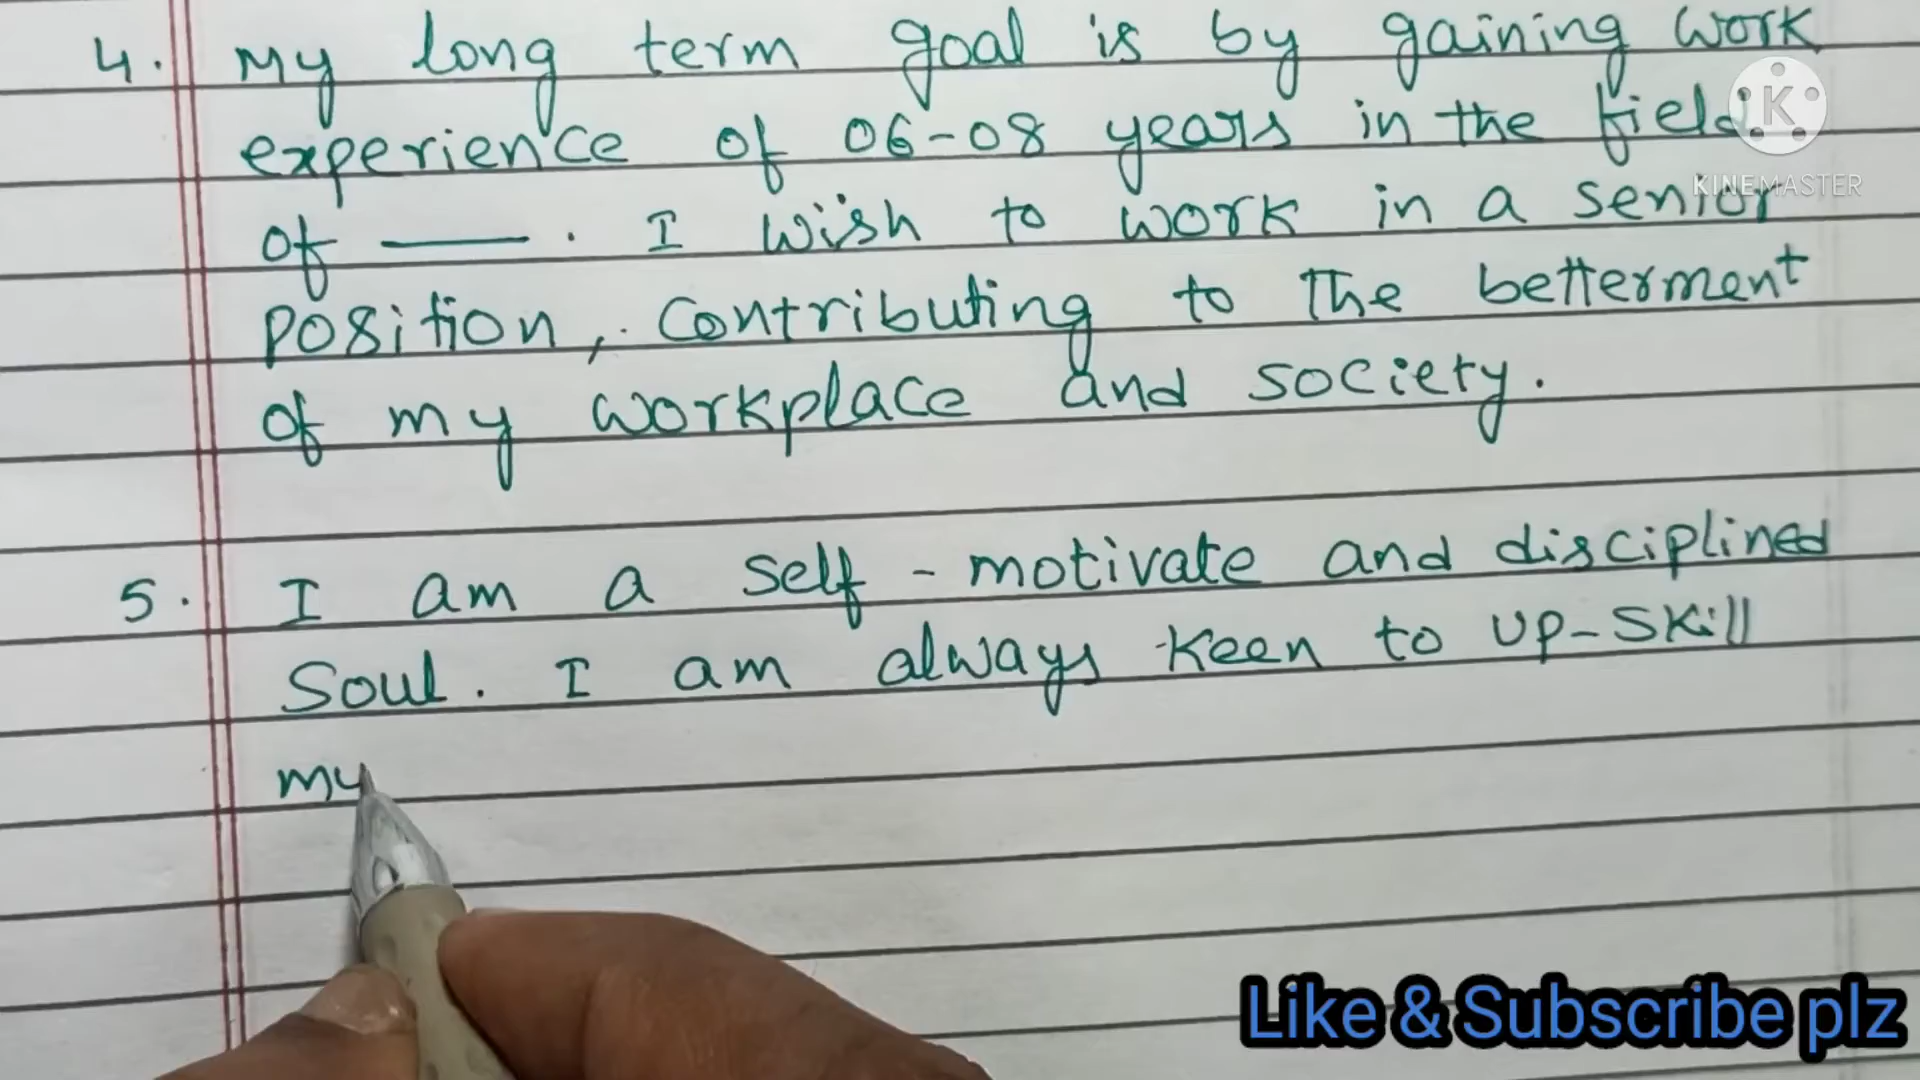 4. My long term goal is by gaining work
experience of 06-08 years in the field
K
KINEMASTER
of ——— . I wish to work in a senior
position, contributing to the betterment
of my workplace and society.
5. I am a self-motivate and disciplined
soul. I am always keen to up-skill
my
Like & Subscribe plz